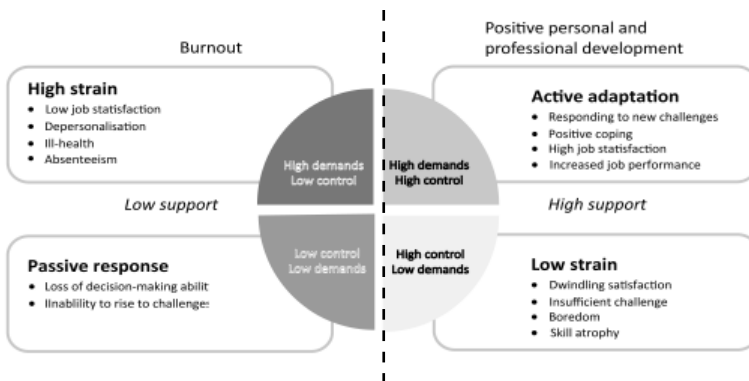 Burnout
Positive personal and
professional development
High strain
• Low job statisfaction
• Depersonalisation
• Ill-health
• Absenteeism
Active adaptation
• Responding to new challenges
• Positive coping
• High job statisfaction
• Increased job performance
High demands
Low control
High demands
High control
Low support
High support
Low control
Low demands
High control
Low demands
Passive response
• Loss of decision-making abilit
• IInablility to rise to challenges
Low strain
• Dwindling satisfaction
• Insufficient challenge
• Boredom
• Skill atrophy